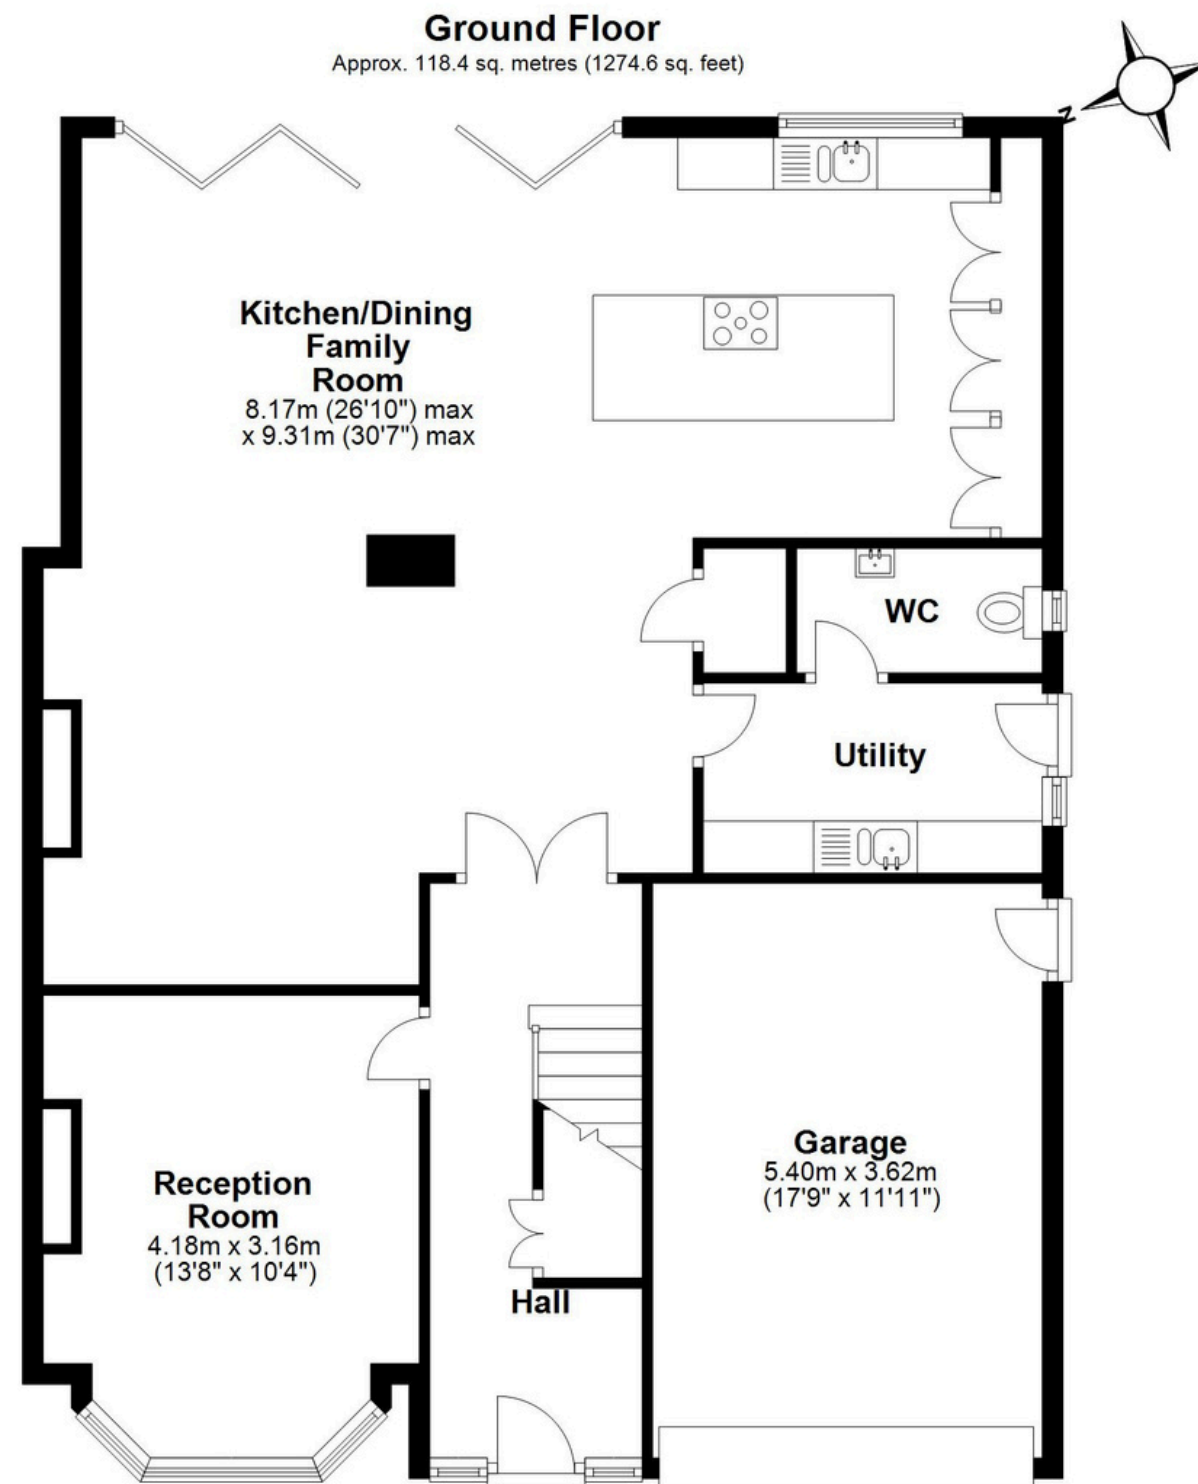 Ground Floor
Approx. 118.4 sq. metres (1274.6 sq. feet)
N
Kitchen/Dining
Family
Room
8.17m (26'10") max
x 9.31m (30'7") max
WC
Utility
Garage
5.40m x 3.62m
(17'9" x 11'11")
Reception
Room
4.18m x 3.16m
(13'8" x 10'4")
Hall